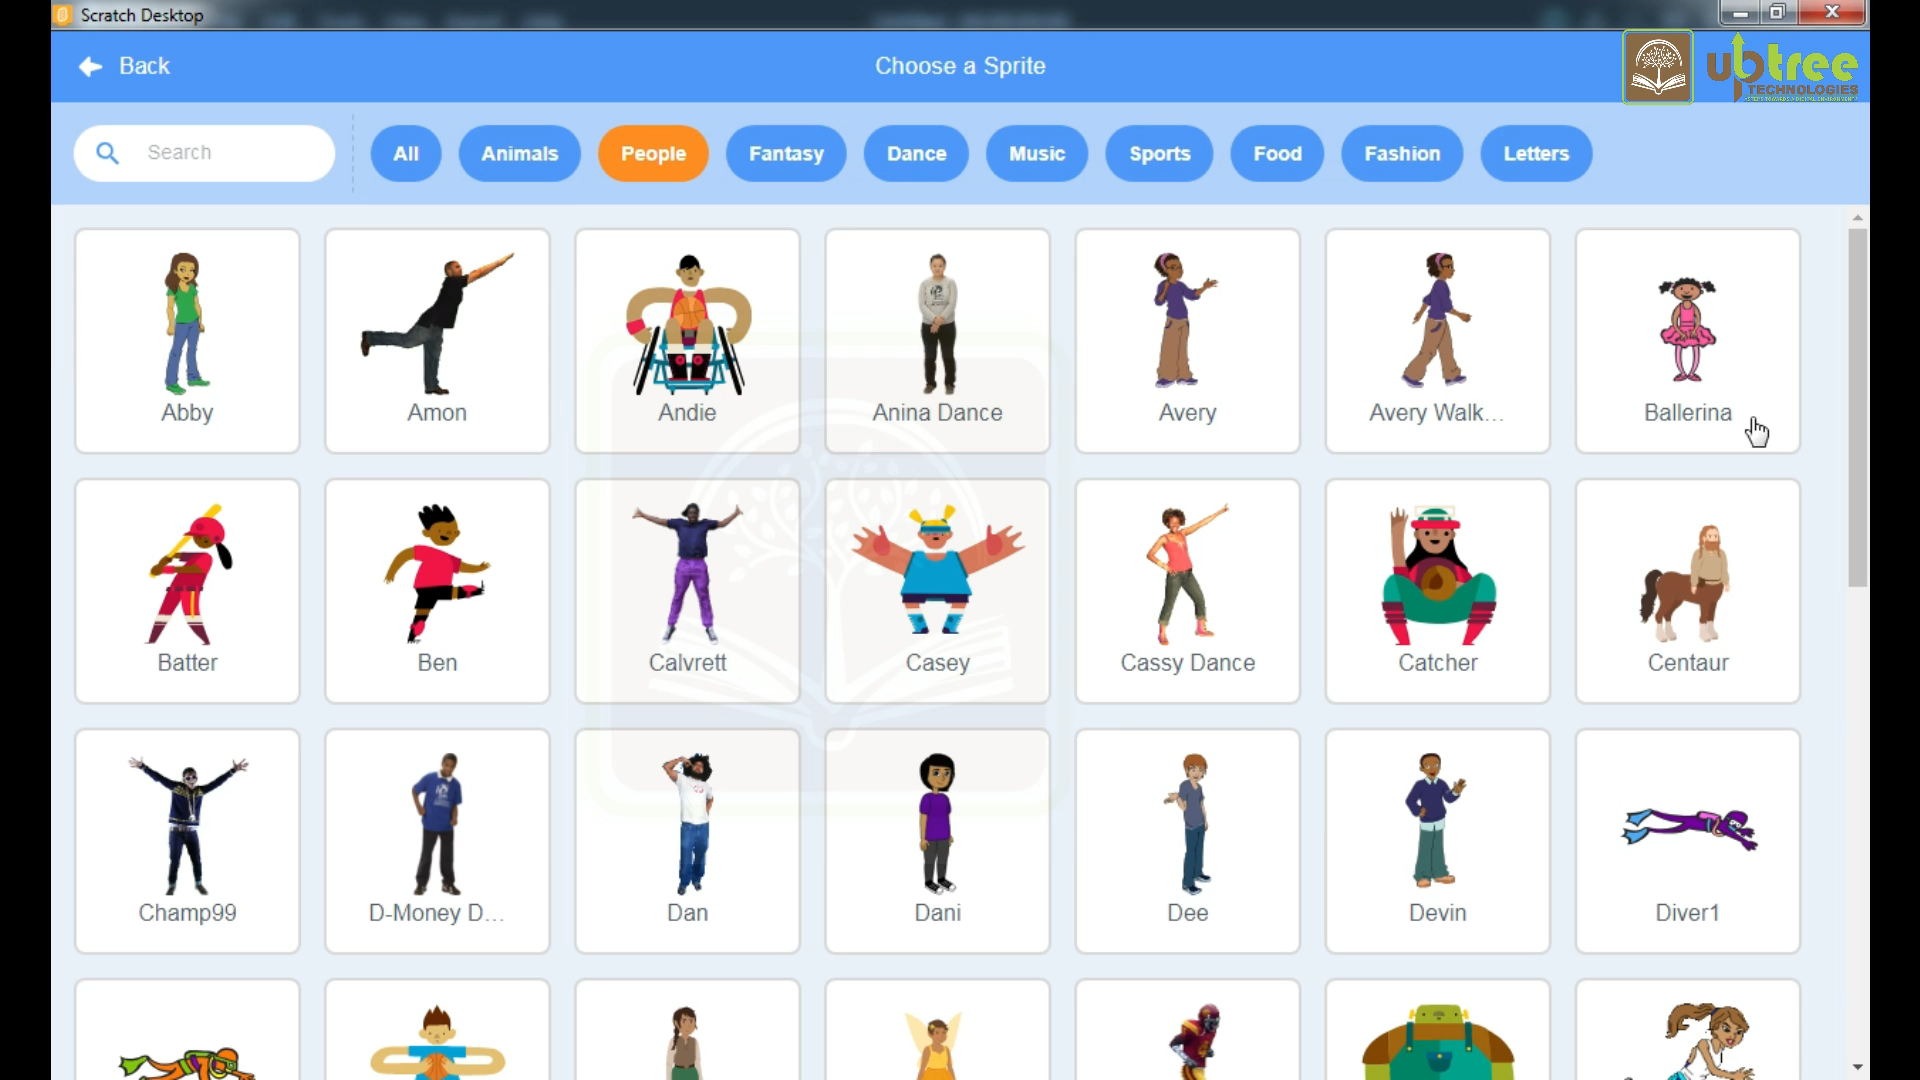 Scratch Desktop
Back
Choose a Sprite
ubtree
TECHNOLOGIES
Search
All
Animals
People
Fantasy
Dance
Music
Sports
Food
Fashion
Letters
Abby
Amon
Andie
Anina Dance
Avery
Avery Walk...
Ballerina
Batter
Ben
Calvrett
Casey
Cassy Dance
Catcher
Centaur
Champ99
D-Money D...
Dan
Dani
Dee
Devin
Diver1